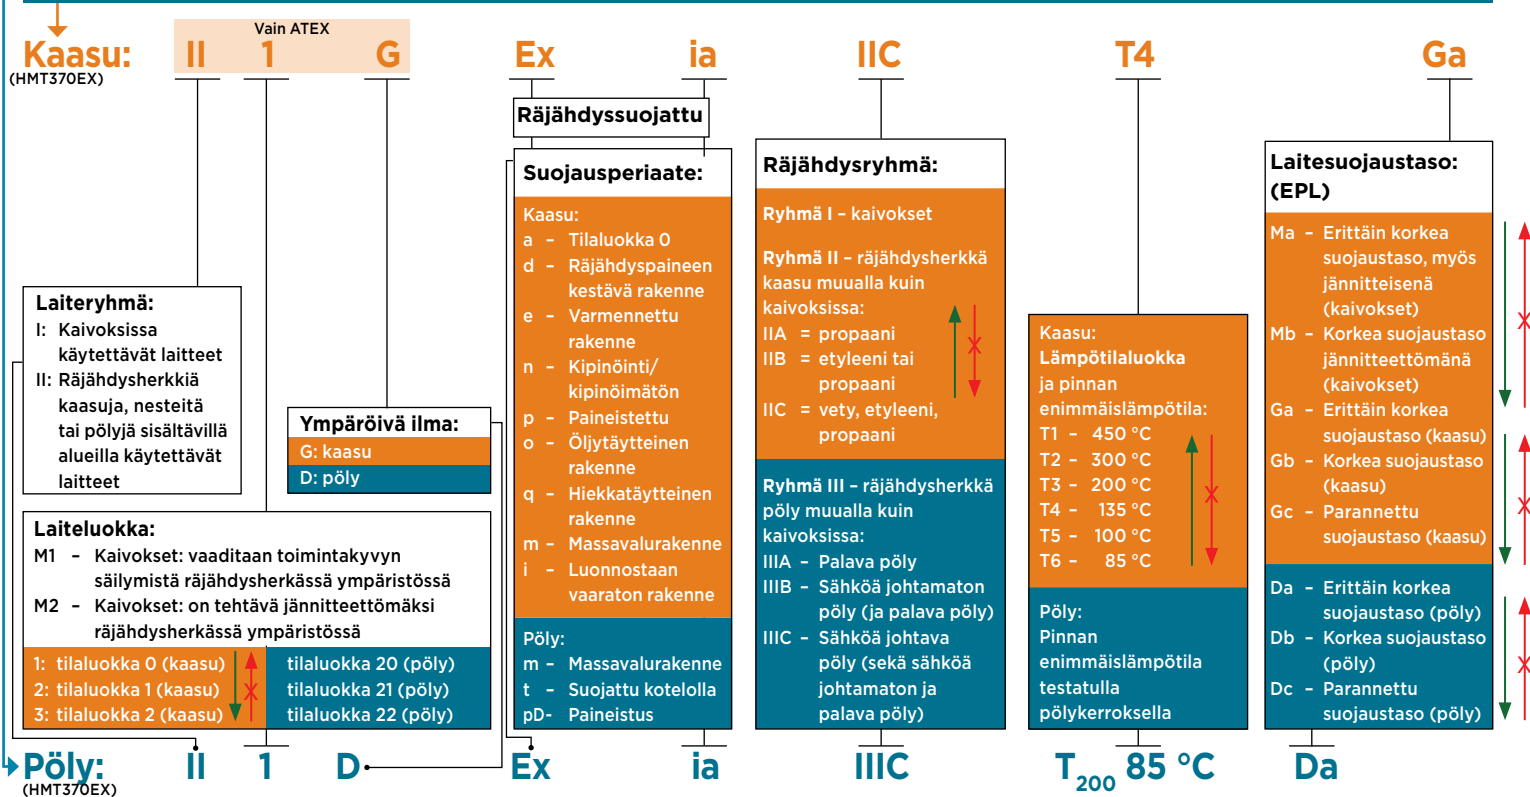 Vain ATEX
Kaasu: II 1 G Ex ia IIC T4 Ga
(HMT370EX)
Räjähdyssuojattu
Laiteryhmä:
I: Kaivoksissa
käytettävät laitteet
II: Räjähdysherkkiä
kaasuja, nesteitä
tai pölyjä sisältävillä
alueilla käytettävät
laitteet
Ympäröivä ilma:
G: kaasu
D: pöly
Laiteluokka:
M1 – Kaivokset: vaaditaan toimintakyvyn
säilymistä räjähdysherkässä ympäristössä
M2 – Kaivokset: on tehtävä jännitteettömäksi
räjähdysherkässä ympäristössä
1: tilaluokka 0 (kaasu) tilaluokka 20 (pöly)
2: tilaluokka 1 (kaasu) X tilaluokka 21 (pöly)
3: tilaluokka 2 (kaasu) tilaluokka 22 (pöly)
Suojausperiaate:
Kaasu:
a – Tilaluokka 0
d – Räjähdyspaineen
kestävä rakenne
e – Varmennettu
rakenne
n – Kipinöinti/
kipinöimätön
p – Paineistettu
o – Öljytäytteinen
rakenne
q – Hiekkatäytteinen
rakenne
m – Massavalurakenne
i – Luonnostaan
vaaraton rakenne
Pöly:
m – Massavalurakenne
t – Suojattu kotelolla
pD- Paineistus
Räjähdysryhmä:
Ryhmä I – kaivokset
Ryhmä II – räjähdysherkkä
kaasu muualla kuin
kaivoksissa:
IIA = propaani
IIB = etyleeni tai X
propaani
IIC = vety, etyleeni,
propaani
Ryhmä III – räjähdysherkkä
pöly muualla kuin
kaivoksissa:
IIIA – Palava pöly
IIIB – Sähköä johtamaton
pöly (ja palava pöly)
IIIC – Sähköä johtava
pöly (sekä sähköä
johtamaton ja
palava pöly)
Kaasu:
Lämpötilaluokka
ja pinnan
enimmäislämpötila:
T1 – 450 °C
T2 – 300 °C
T3 – 200 °C X
T4 – 135 °C
T5 – 100 °C
T6 – 85 °C
Pöly:
Pinnan
enimmäislämpötila
testatulla
pölykerroksella
Laitesuojaustaso:
(EPL)
Ma – Erittäin korkea
suojaustaso, myös
jännitteisenä
(kaivokset) X
Mb – Korkea suojaustaso
jännitteettömänä
(kaivokset)
Ga – Erittäin korkea
suojaustaso (kaasu)
Gb – Korkea suojaustaso
(kaasu)
Gc – Parannettu X
suojaustaso (kaasu)
Da – Erittäin korkea
suojaustaso (pöly)
Db – Korkea suojaustaso
(pöly) X
Dc – Parannettu
suojaustaso (pöly)
Pöly: II 1 D Ex ia IIIC T200 85 °C Da
(HMT370EX)